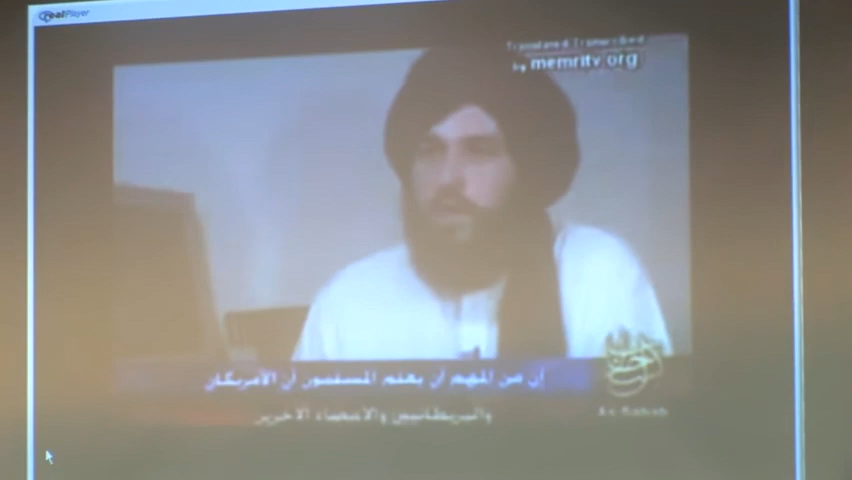 RealPlayer
Translated Transcribed
by memritv.org
أن من المهم أن يعلم المسلمون أن الأمريكان
والبريطانيين والأعضاء الآخرين
As-Sahab